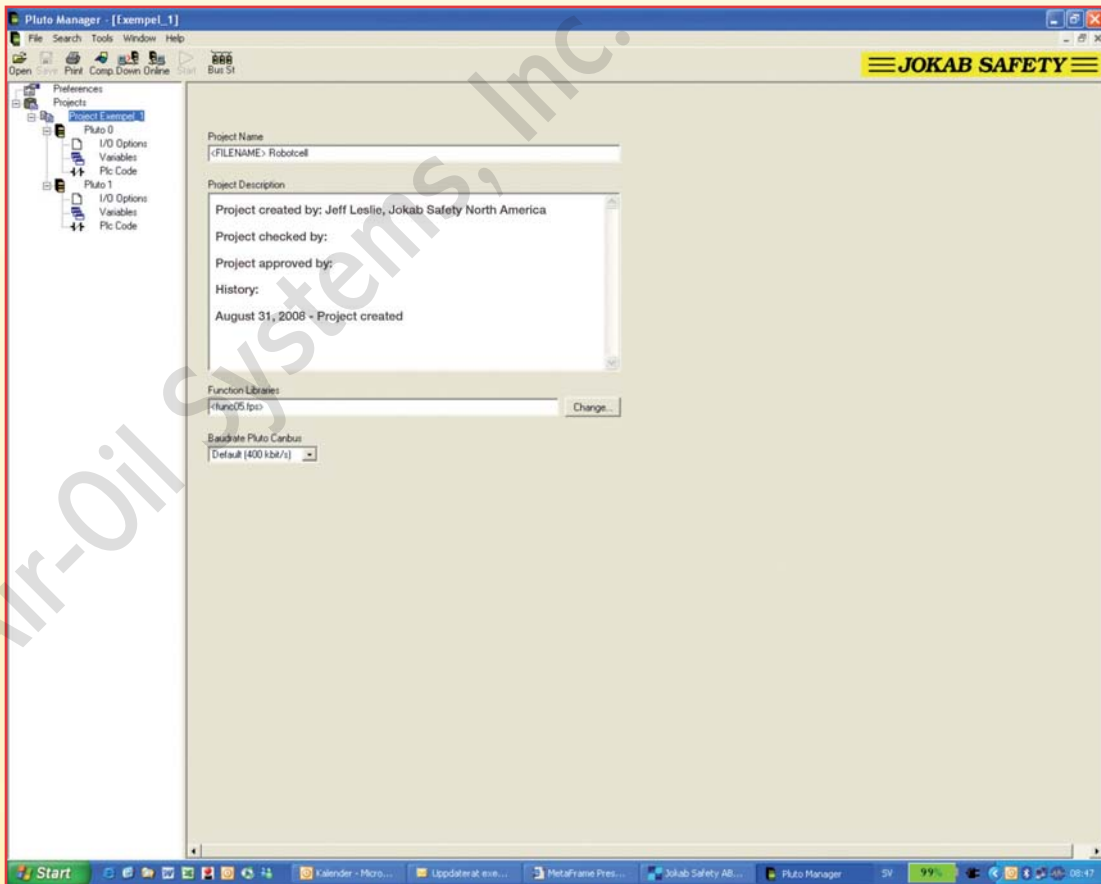 Pluto Manager - [Exempel_1]
File Search Tools Window Help
Open Save Print Comp. Down Online Start Bus St
JOKAB SAFETY
Preferences
Projects
Project Exempel_1
Pluto 0
I/O Options
Variables
Plc Code
Pluto 1
I/O Options
Variables
Plc Code
Project Name
<FILENAME> Robotcell
Project Description
Project created by: Jeff Leslie, Jokab Safety North America
Project checked by:
Project approved by:
History:
August 31, 2008 - Project created
Function Libraries
<func05.fps>
Change...
Baudrate Pluto Canbus
Default (400 kbit/s)
Air-Oil Systems, Inc.
Start
Kalender - Micro...
Uppdaterat exe...
MetaFrame Pres...
Jokab Safety AB...
Pluto Manager
SV
99%
08:47